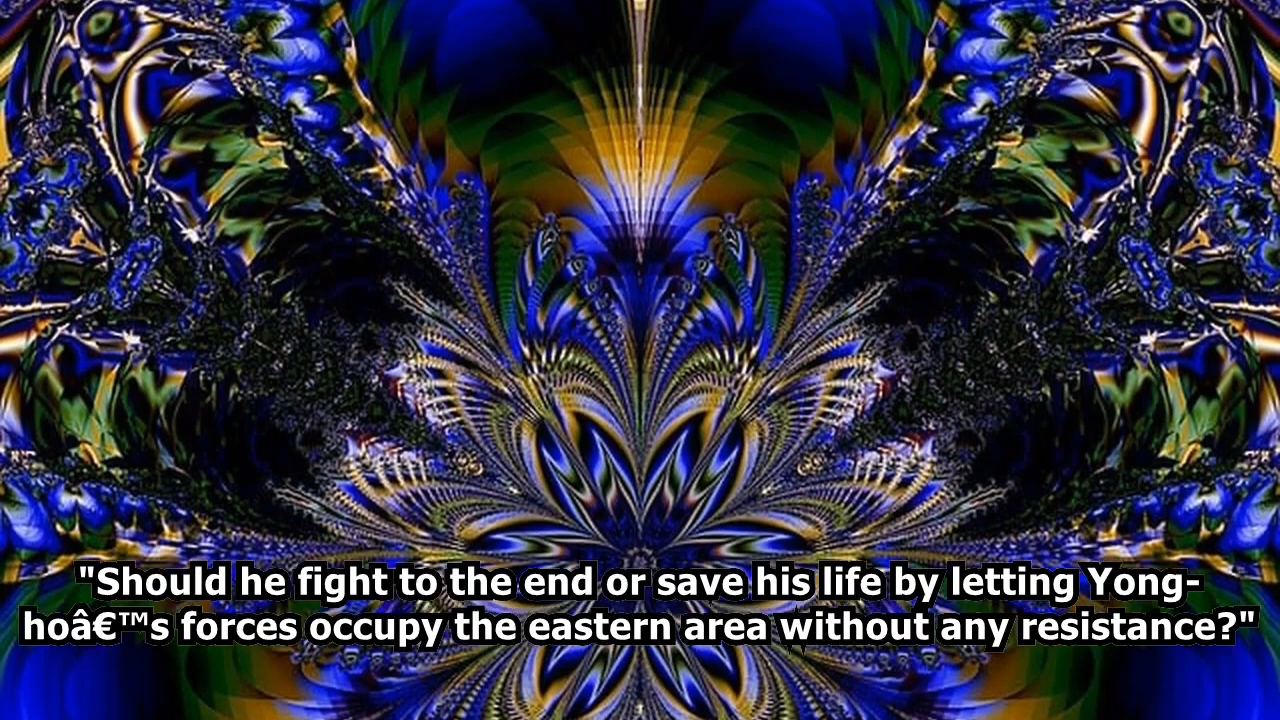 "Should he fight to the end or save his life by letting Yong-
hoâ€™s forces occupy the eastern area without any resistance?"